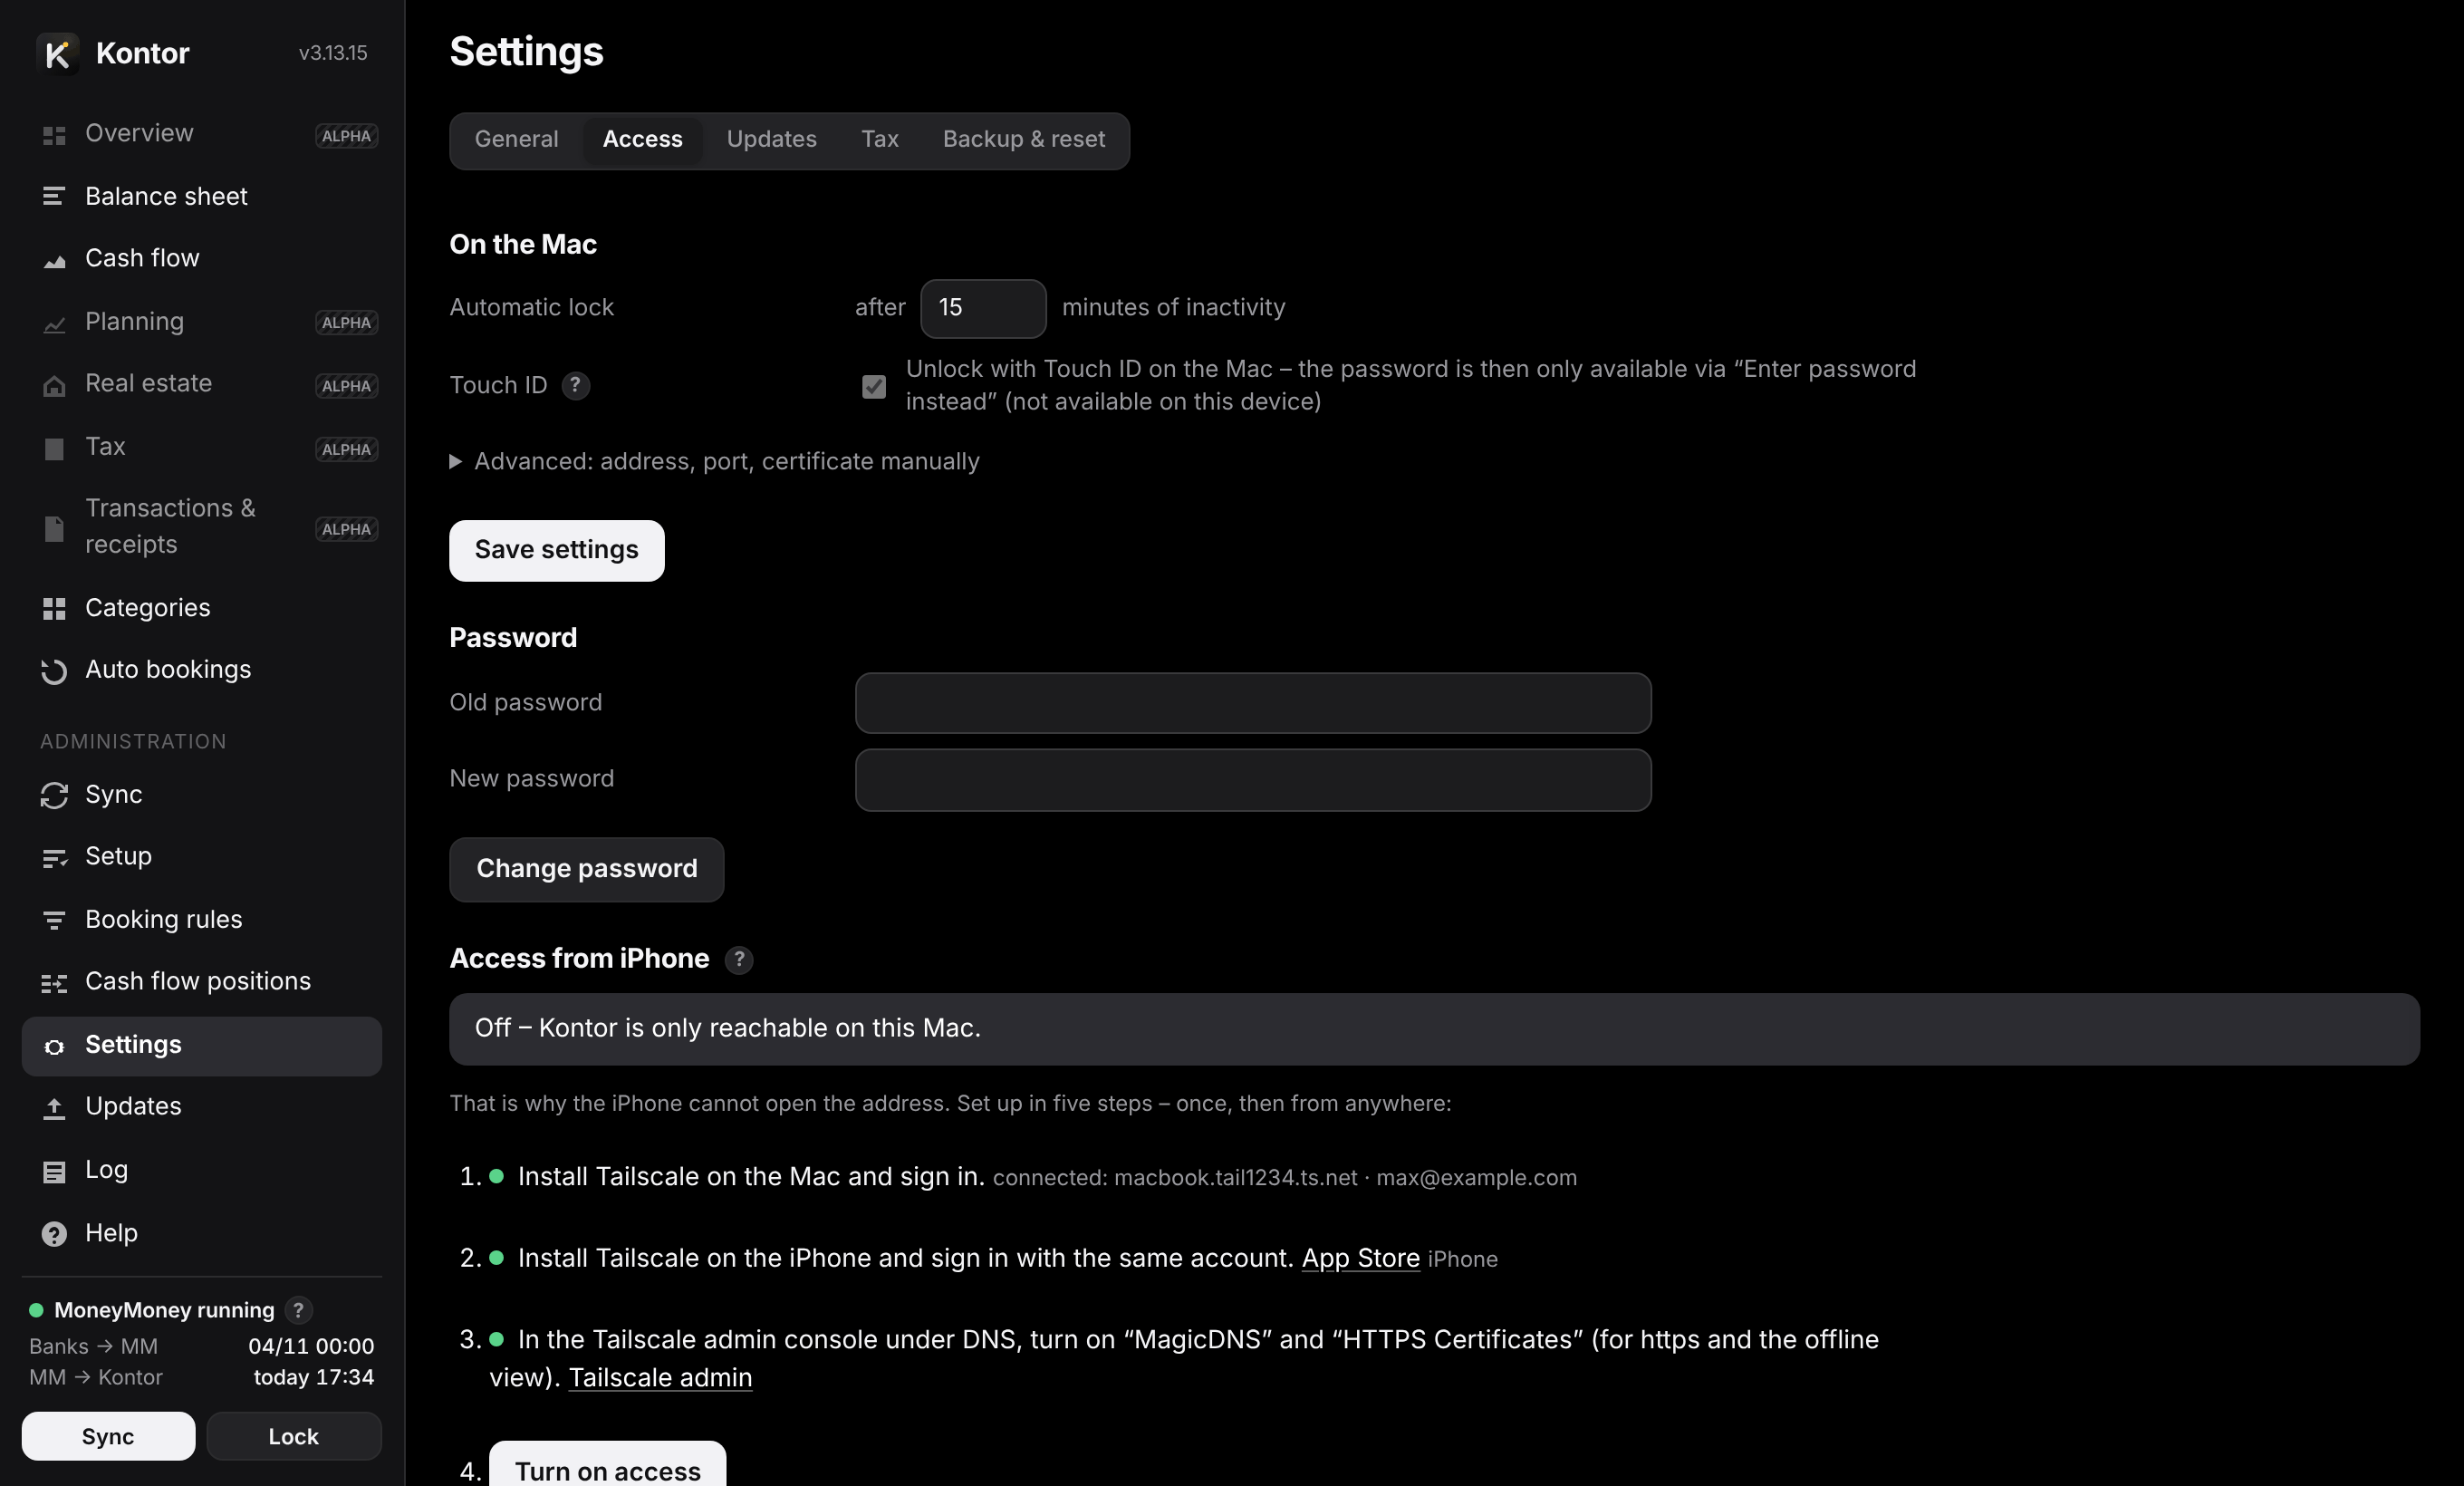 Kontor
v3.13.15
Overview ALPHA
Balance sheet
Cash flow
Planning ALPHA
Real estate ALPHA
Tax ALPHA
Transactions &
receipts ALPHA
Categories
Auto bookings
ADMINISTRATION
Sync
Setup
Booking rules
Cash flow positions
Settings
Updates
Log
Help
MoneyMoney running ?
Banks → MM 04/11 00:00
MM → Kontor today 17:34
Sync Lock
Settings
General Access Updates Tax Backup & reset
On the Mac
Automatic lock after 15 minutes of inactivity
Touch ID ? Unlock with Touch ID on the Mac – the password is then only available via “Enter password
instead” (not available on this device)
Advanced: address, port, certificate manually
Save settings
Password
Old password
New password
Change password
Access from iPhone ?
Off – Kontor is only reachable on this Mac.
That is why the iPhone cannot open the address. Set up in five steps – once, then from anywhere:
1. Install Tailscale on the Mac and sign in. connected: macbook.tail1234.ts.net · max@example.com
2. Install Tailscale on the iPhone and sign in with the same account. App Store iPhone
3. In the Tailscale admin console under DNS, turn on “MagicDNS” and “HTTPS Certificates” (for https and the offline
view). Tailscale admin
4. Turn on access